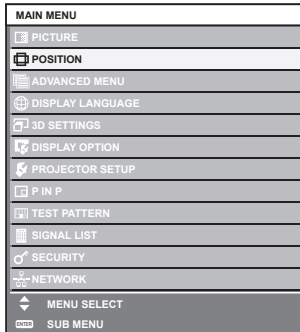 MAIN MENU
PICTURE
POSITION
ADVANCED MENU
DISPLAY LANGUAGE
3D SETTINGS
DISPLAY OPTION
PROJECTOR SETUP
P IN P
TEST PATTERN
SIGNAL LIST
SECURITY
NETWORK
MENU SELECT
ENTER SUB MENU